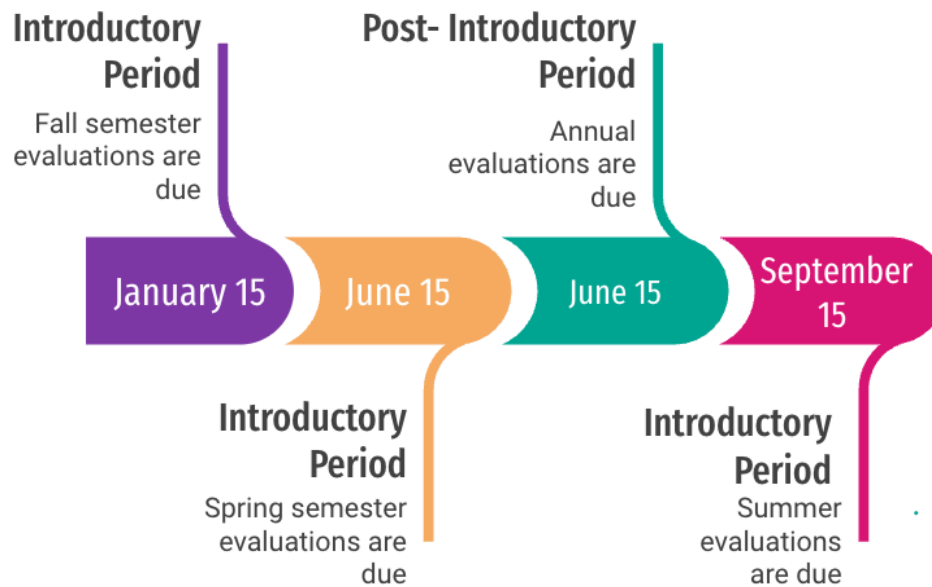 Introductory
Period
Fall semester
evaluations are
due
Post- Introductory
Period
Annual
evaluations are
due
January 15
June 15
June 15
September
15
Introductory
Period
Spring semester
evaluations are
due
Introductory
Period
Summer
evaluations
are due